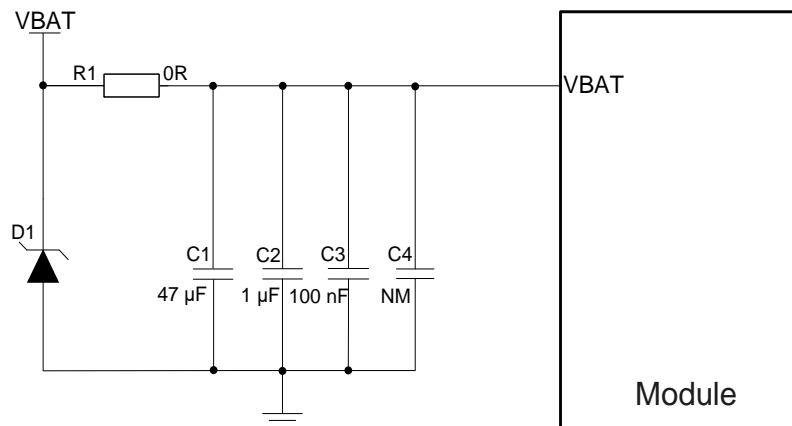 VBAT
R1 0R
VBAT
D1
C1 C2 C3 C4
47 µF 1 µF 100 nF NM
Module